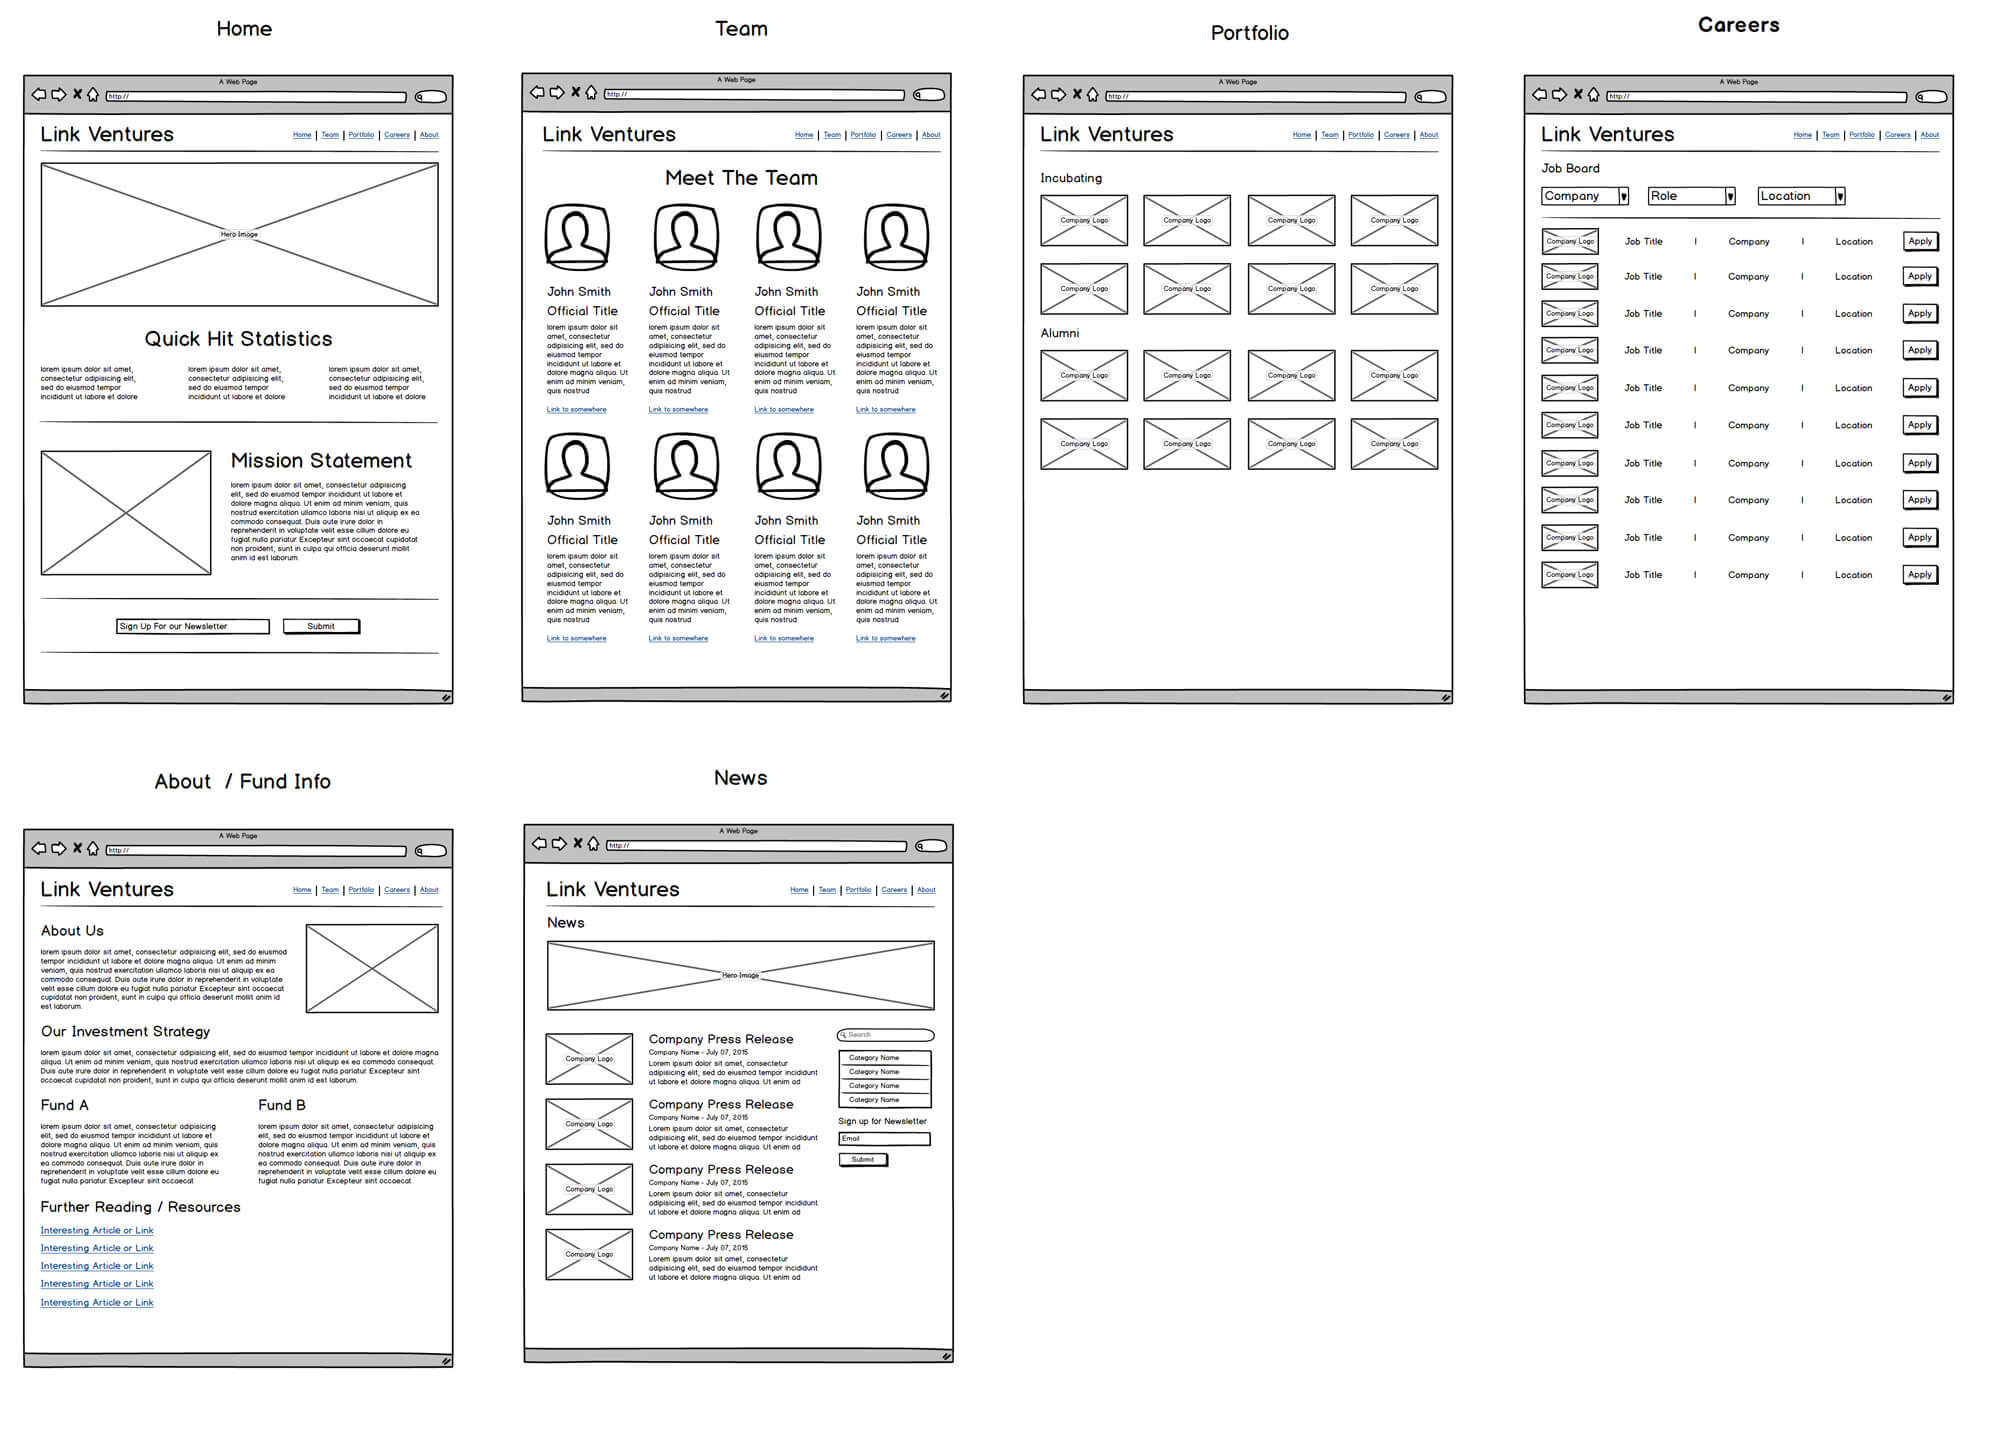 Home
A Web Page
http://
Link Ventures
Home | Team | Portfolio | Careers | About
Hero Image
Quick Hit Statistics
lorem ipsum dolor sit amet,
consectetur adipisicing elit,
sed do eiusmod tempor
incididunt ut labore et dolore
lorem ipsum dolor sit amet,
consectetur adipisicing elit,
sed do eiusmod tempor
incididunt ut labore et dolore
lorem ipsum dolor sit amet,
consectetur adipisicing elit,
sed do eiusmod tempor
incididunt ut labore et dolore
Mission Statement
lorem ipsum dolor sit amet, consectetur adipisicing
elit, sed do eiusmod tempor incididunt ut labore et
dolore magna aliqua. Ut enim ad minim veniam, quis
nostrud exercitation ullamco laboris nisi ut aliquip ex ea
commodo consequat. Duis aute irure dolor in
reprehenderit in voluptate velit esse cillum dolore eu
fugiat nulla pariatur. Excepteur sint occaecat cupidatat
non proident, sunt in culpa qui officia deserunt mollit
anim id est laborum.
Sign Up For our Newsletter
Submit
Team
A Web Page
http://
Link Ventures
Home | Team | Portfolio | Careers | About
Meet The Team
John Smith
Official Title
lorem ipsum dolor sit
amet, consectetur
adipisicing elit, sed do
eiusmod tempor
incididunt ut labore et
dolore magna aliqua. Ut
enim ad minim veniam,
quis nostrud
Link to somewhere
John Smith
Official Title
lorem ipsum dolor sit
amet, consectetur
adipisicing elit, sed do
eiusmod tempor
incididunt ut labore et
dolore magna aliqua. Ut
enim ad minim veniam,
quis nostrud
Link to somewhere
John Smith
Official Title
lorem ipsum dolor sit
amet, consectetur
adipisicing elit, sed do
eiusmod tempor
incididunt ut labore et
dolore magna aliqua. Ut
enim ad minim veniam,
quis nostrud
Link to somewhere
John Smith
Official Title
lorem ipsum dolor sit
amet, consectetur
adipisicing elit, sed do
eiusmod tempor
incididunt ut labore et
dolore magna aliqua. Ut
enim ad minim veniam,
quis nostrud
Link to somewhere
John Smith
Official Title
lorem ipsum dolor sit
amet, consectetur
adipisicing elit, sed do
eiusmod tempor
incididunt ut labore et
dolore magna aliqua. Ut
enim ad minim veniam,
quis nostrud
Link to somewhere
John Smith
Official Title
lorem ipsum dolor sit
amet, consectetur
adipisicing elit, sed do
eiusmod tempor
incididunt ut labore et
dolore magna aliqua. Ut
enim ad minim veniam,
quis nostrud
Link to somewhere
John Smith
Official Title
lorem ipsum dolor sit
amet, consectetur
adipisicing elit, sed do
eiusmod tempor
incididunt ut labore et
dolore magna aliqua. Ut
enim ad minim veniam,
quis nostrud
Link to somewhere
John Smith
Official Title
lorem ipsum dolor sit
amet, consectetur
adipisicing elit, sed do
eiusmod tempor
incididunt ut labore et
dolore magna aliqua. Ut
enim ad minim veniam,
quis nostrud
Link to somewhere
Portfolio
A Web Page
http://
Link Ventures
Home | Team | Portfolio | Careers | About
Incubating
Company Logo Company Logo Company Logo Company Logo
Company Logo Company Logo Company Logo Company Logo
Alumni
Company Logo Company Logo Company Logo Company Logo
Company Logo Company Logo Company Logo Company Logo
Careers
A Web Page
http://
Link Ventures
Home | Team | Portfolio | Careers | About
Job Board
Company Role Location
Company Logo Job Title | Company | Location Apply
Company Logo Job Title | Company | Location Apply
Company Logo Job Title | Company | Location Apply
Company Logo Job Title | Company | Location Apply
Company Logo Job Title | Company | Location Apply
Company Logo Job Title | Company | Location Apply
Company Logo Job Title | Company | Location Apply
Company Logo Job Title | Company | Location Apply
Company Logo Job Title | Company | Location Apply
Company Logo Job Title | Company | Location Apply
About / Fund Info
A Web Page
http://
Link Ventures
Home | Team | Portfolio | Careers | About
About Us
lorem ipsum dolor sit amet, consectetur adipisicing elit, sed do eiusmod
tempor incididunt ut labore et dolore magna aliqua. Ut enim ad minim
veniam, quis nostrud exercitation ullamco laboris nisi ut aliquip ex ea
commodo consequat. Duis aute irure dolor in reprehenderit in voluptate
velit esse cillum dolore eu fugiat nulla pariatur. Excepteur sint occaecat
cupidatat non proident, sunt in culpa qui officia deserunt mollit anim id
est laborum.
Our Investment Strategy
lorem ipsum dolor sit amet, consectetur adipisicing elit, sed do eiusmod tempor incididunt ut labore et dolore magna
aliqua. Ut enim ad minim veniam, quis nostrud exercitation ullamco laboris nisi ut aliquip ex ea commodo consequat.
Duis aute irure dolor in reprehenderit in voluptate velit esse cillum dolore eu fugiat nulla pariatur. Excepteur sint
occaecat cupidatat non proident, sunt in culpa qui officia deserunt mollit anim id est laborum.
Fund A
lorem ipsum dolor sit amet, consectetur adipisicing
elit, sed do eiusmod tempor incididunt ut labore et
dolore magna aliqua. Ut enim ad minim veniam, quis
nostrud exercitation ullamco laboris nisi ut aliquip ex
ea commodo consequat. Duis aute irure dolor in
reprehenderit in voluptate velit esse cillum dolore eu
fugiat nulla pariatur. Excepteur sint occaecat
Fund B
lorem ipsum dolor sit amet, consectetur adipisicing
elit, sed do eiusmod tempor incididunt ut labore et
dolore magna aliqua. Ut enim ad minim veniam, quis
nostrud exercitation ullamco laboris nisi ut aliquip ex
ea commodo consequat. Duis aute irure dolor in
reprehenderit in voluptate velit esse cillum dolore eu
fugiat nulla pariatur. Excepteur sint occaecat
Further Reading / Resources
Interesting Article or Link
Interesting Article or Link
Interesting Article or Link
Interesting Article or Link
Interesting Article or Link
News
A Web Page
http://
Link Ventures
Home | Team | Portfolio | Careers | About
News
Hero Image
Company Logo
Company Press Release
Company Name - July 07, 2015
Lorem ipsum dolor sit amet, consectetur
adipisicing elit, sed do eiusmod tempor incididunt
ut labore et dolore magna aliqua. Ut enim ad
Company Logo
Company Press Release
Company Name - July 07, 2015
Lorem ipsum dolor sit amet, consectetur
adipisicing elit, sed do eiusmod tempor incididunt
ut labore et dolore magna aliqua. Ut enim ad
Company Logo
Company Press Release
Company Name - July 07, 2015
Lorem ipsum dolor sit amet, consectetur
adipisicing elit, sed do eiusmod tempor incididunt
ut labore et dolore magna aliqua. Ut enim ad
Company Logo
Company Press Release
Company Name - July 07, 2015
Lorem ipsum dolor sit amet, consectetur
adipisicing elit, sed do eiusmod tempor incididunt
ut labore et dolore magna aliqua. Ut enim ad
Search
Category Name
Category Name
Category Name
Category Name
Sign up for Newsletter
Email
Submit